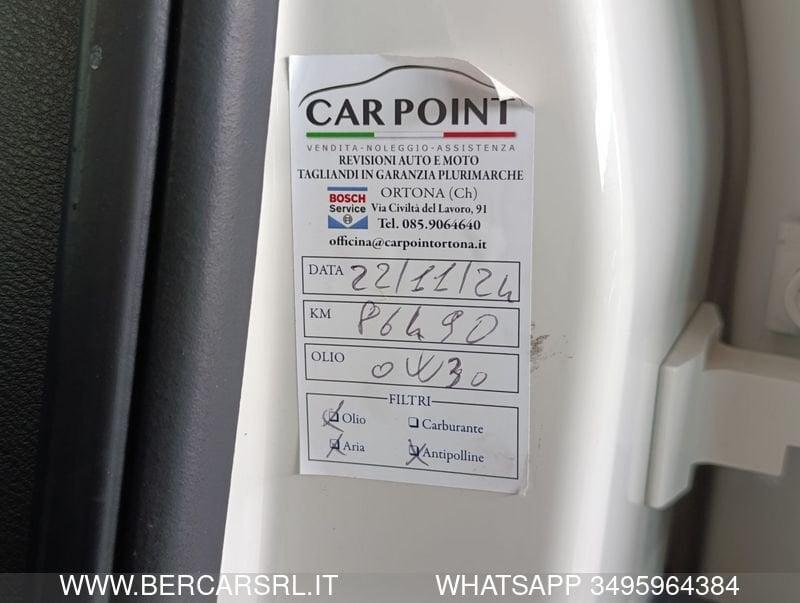 CAR POINT
VENDITA-NOLEGGIO-ASSISTENZA
REVISIONI AUTO E MOTO
TAGLIANDI IN GARANZIA PLURIMARCHE
BOSCH
Service
ORTONA (Ch)
Via Civiltà del Lavoro, 91
Tel. 085.9064640
officina@carpointortona.it
DATA 22/11/24
KM 86490
OLIO 0W30
FILTRI
Olio
Carburante
Aria
Antipolline
WWW.BERCARSRL.IT WHATSAPP 3495964384